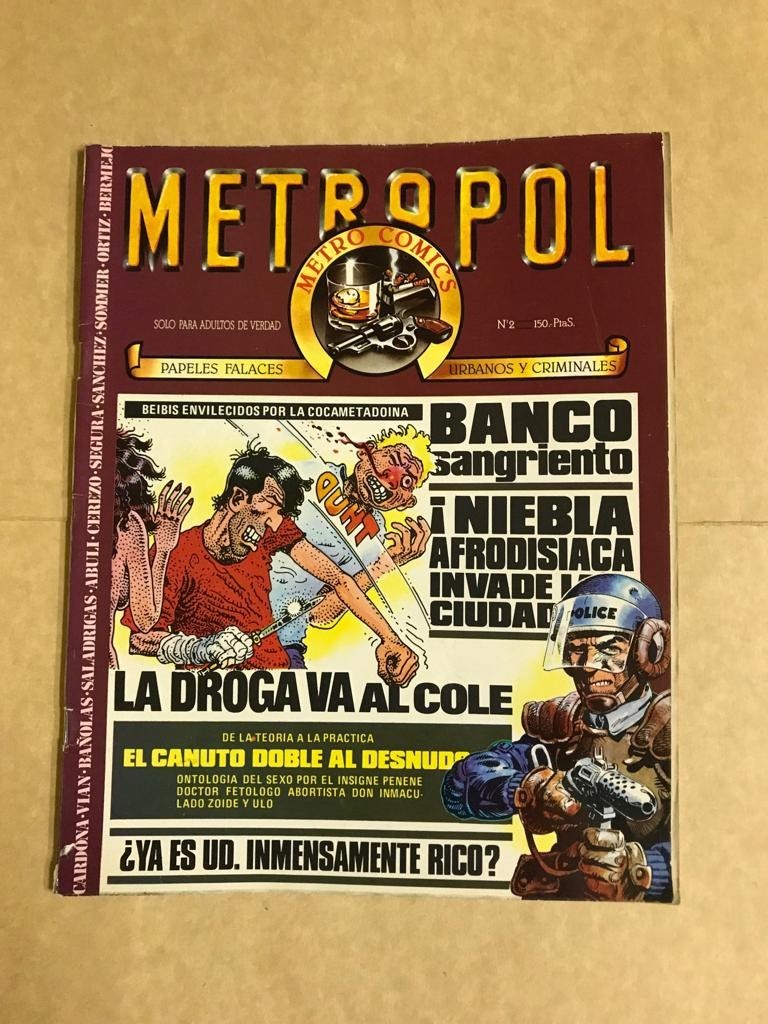 METROPOL
METRO COMICS
SOLO PARA ADULTOS DE VERDAD
Nº2 150.-PtaS.
PAPELES FALACES
URBANOS Y CRIMINALES
CARDONA·VIAN·BAÑOLAS·SALADRIGAS·ABULI·CEREZO·SEGURA·SANCHEZ·SOMMER·ORTIZ·BERMEJO
BEIBIS ENVILECIDOS POR LA COCAMETADOINA
THUD
BANCO
sangriento
¡NIEBLA
AFRODISIACA
INVADE LA
CIUDAD
POLICE
LA DROGA VA AL COLE
DE LA TEORIA A LA PRACTICA
EL CANUTO DOBLE AL DESNUDO
ONTOLOGIA DEL SEXO POR EL INSIGNE PENENE
DOCTOR FETOLOGO ABORTISTA DON INMACU-
LADO ZOIDE Y ULO
¿YA ES UD. INMENSAMENTE RICO?